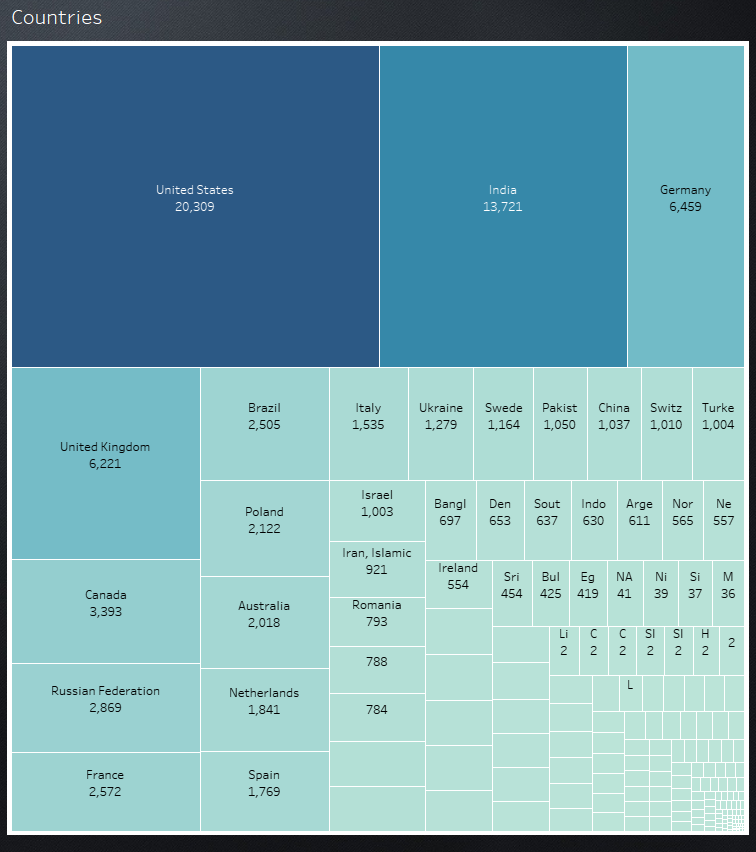 Countries
United States
20,309
India
13,721
Germany
6,459
United Kingdom
6,221
Canada
3,393
Russian Federation
2,869
France
2,572
Brazil
2,505
Poland
2,122
Australia
2,018
Netherlands
1,841
Spain
1,769
Italy
1,535
Ukraine
1,279
Swede
1,164
Pakist
1,050
China
1,037
Switz
1,010
Turke
1,004
Israel
1,003
Iran, Islamic
921
Romania
793
788
784
Bangl
697
Den
653
Sout
637
Indo
630
Arge
611
Nor
565
Ne
557
Ireland
554
Sri
454
Bul
425
Eg
419
NA
41
Ni
39
Si
37
M
36
Li
2
C
2
C
2
Sl
2
Sl
2
H
2
2
L